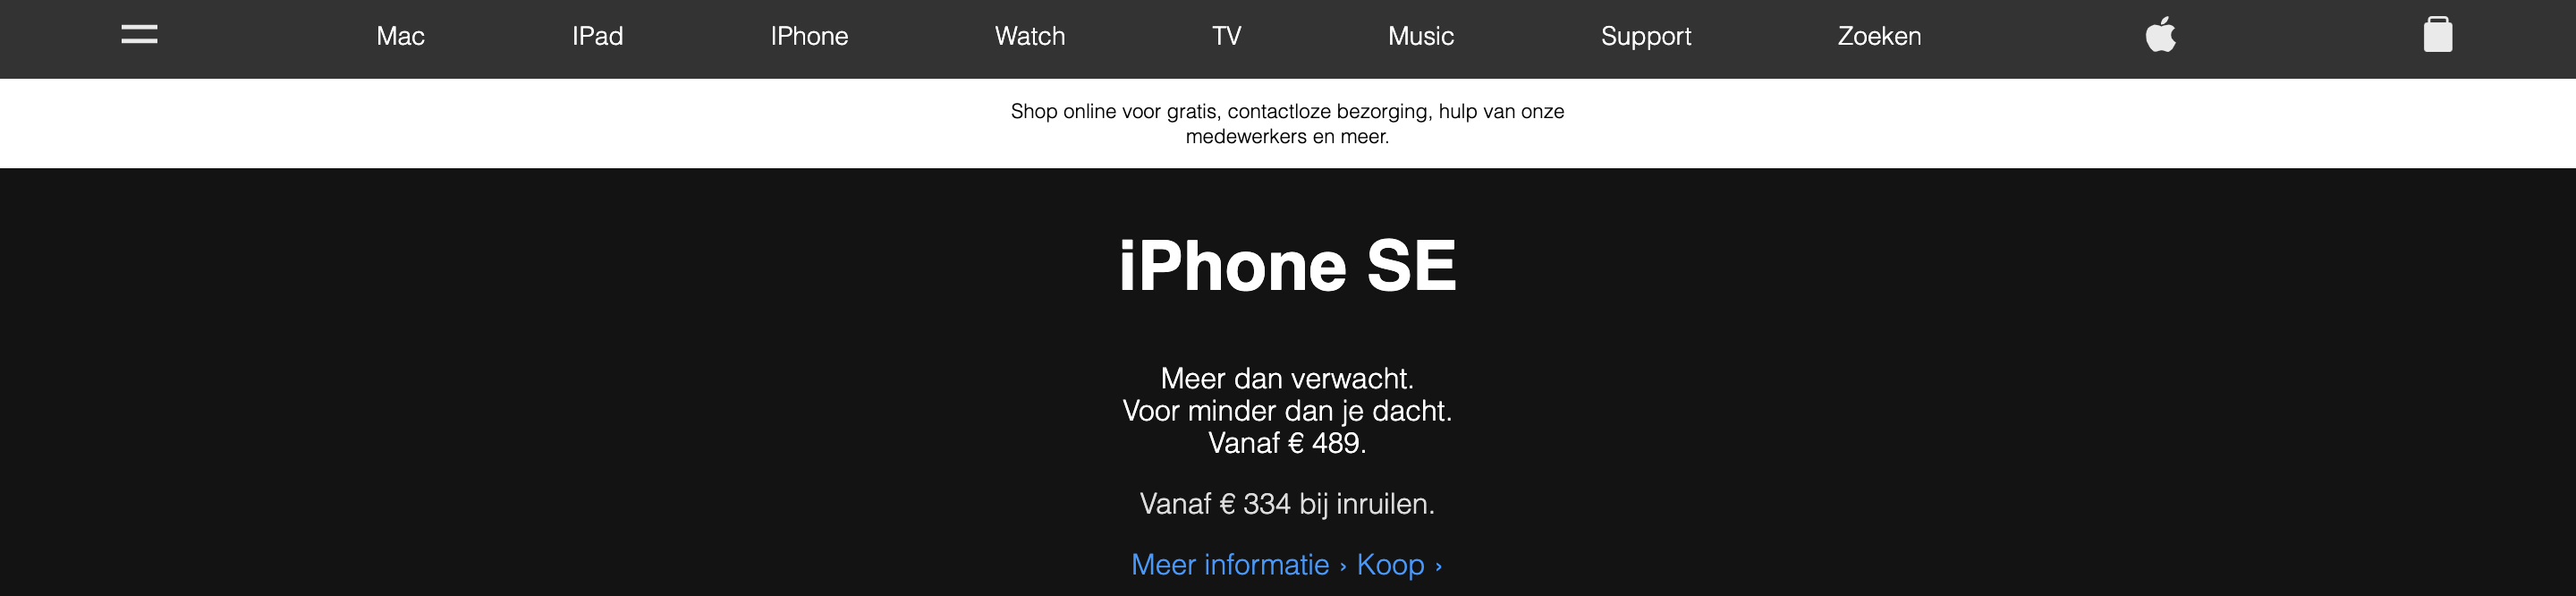 Mac IPad IPhone Watch TV Music Support Zoeken
Shop online voor gratis, contactloze bezorging, hulp van onze
medewerkers en meer.
iPhone SE
Meer dan verwacht.
Voor minder dan je dacht.
Vanaf € 489.
Vanaf € 334 bij inruilen.
Meer informatie › Koop ›